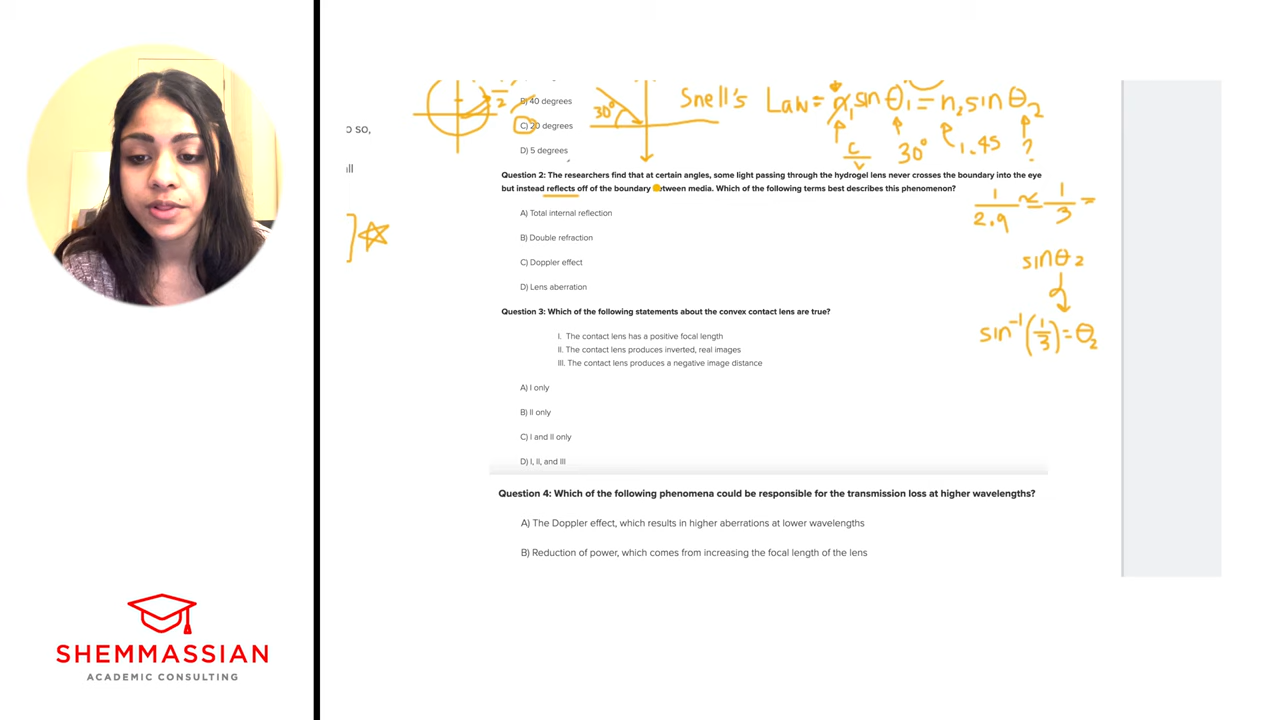 B) 40 degrees
C) 20 degrees
D) 5 degrees
1
2
30°
Snell's Law = n₁ sin θ₁ = n₂ sin θ₂
c
v
30°
1.45
?
o so,
ll
Question 2: The researchers find that at certain angles, some light passing through the hydrogel lens never crosses the boundary into the eye
but instead reflects off of the boundary between media. Which of the following terms best describes this phenomenon?
A) Total internal reflection
B) Double refraction
C) Doppler effect
D) Lens aberration
1/2.9 ≈ 1/3 =
sin θ₂
sin⁻¹(1/3) = θ₂
Question 3: Which of the following statements about the convex contact lens are true?
I. The contact lens has a positive focal length
II. The contact lens produces inverted, real images
III. The contact lens produces a negative image distance
A) I only
B) II only
C) I and II only
D) I, II, and III
Question 4: Which of the following phenomena could be responsible for the transmission loss at higher wavelengths?
A) The Doppler effect, which results in higher aberrations at lower wavelengths
B) Reduction of power, which comes from increasing the focal length of the lens
SHEMMASSIAN
ACADEMIC CONSULTING